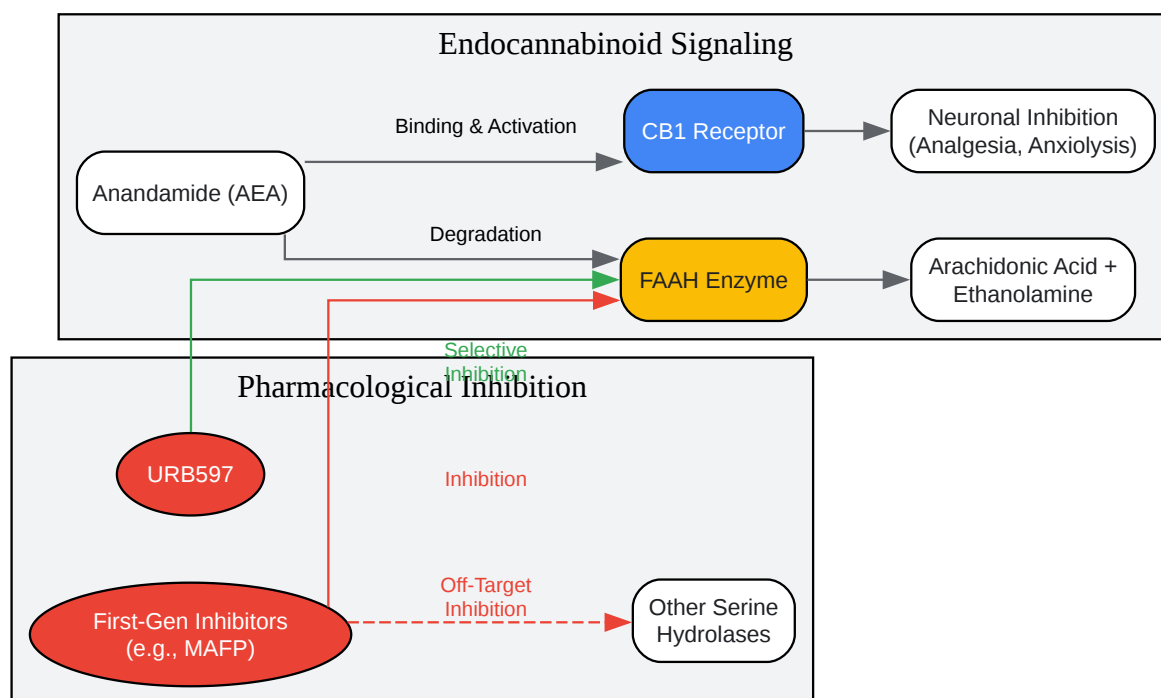 Endocannabinoid Signaling
Binding & Activation
CB1 Receptor
Neuronal Inhibition
(Analgesia, Anxiolysis)
Anandamide (AEA)
Degradation
FAAH Enzyme
Arachidonic Acid +
Ethanolamine
Selective
Inhibition
Pharmacological Inhibition
URB597
Inhibition
Off-Target
Inhibition
First-Gen Inhibitors
(e.g., MAFP)
Other Serine
Hydrolases